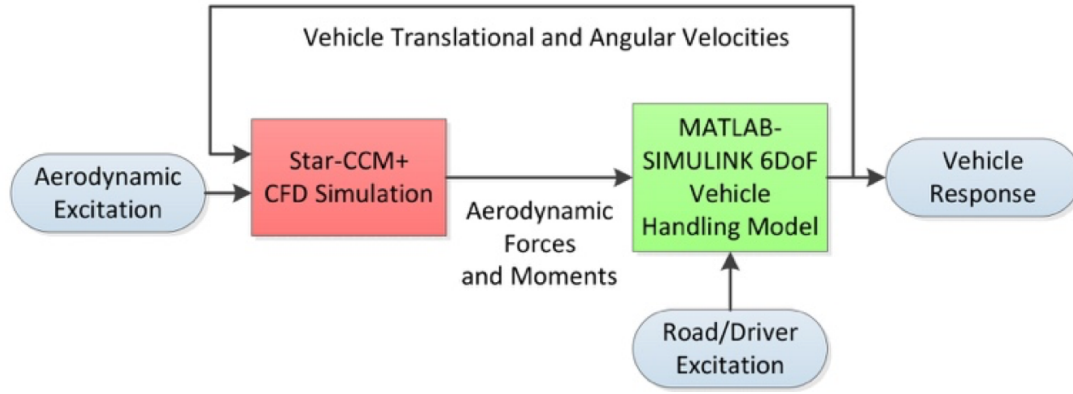 Vehicle Translational and Angular Velocities
Aerodynamic
Excitation
Star-CCM+
CFD Simulation
Aerodynamic
Forces
and Moments
MATLAB-
SIMULINK 6DoF
Vehicle
Handling Model
Vehicle
Response
Road/Driver
Excitation